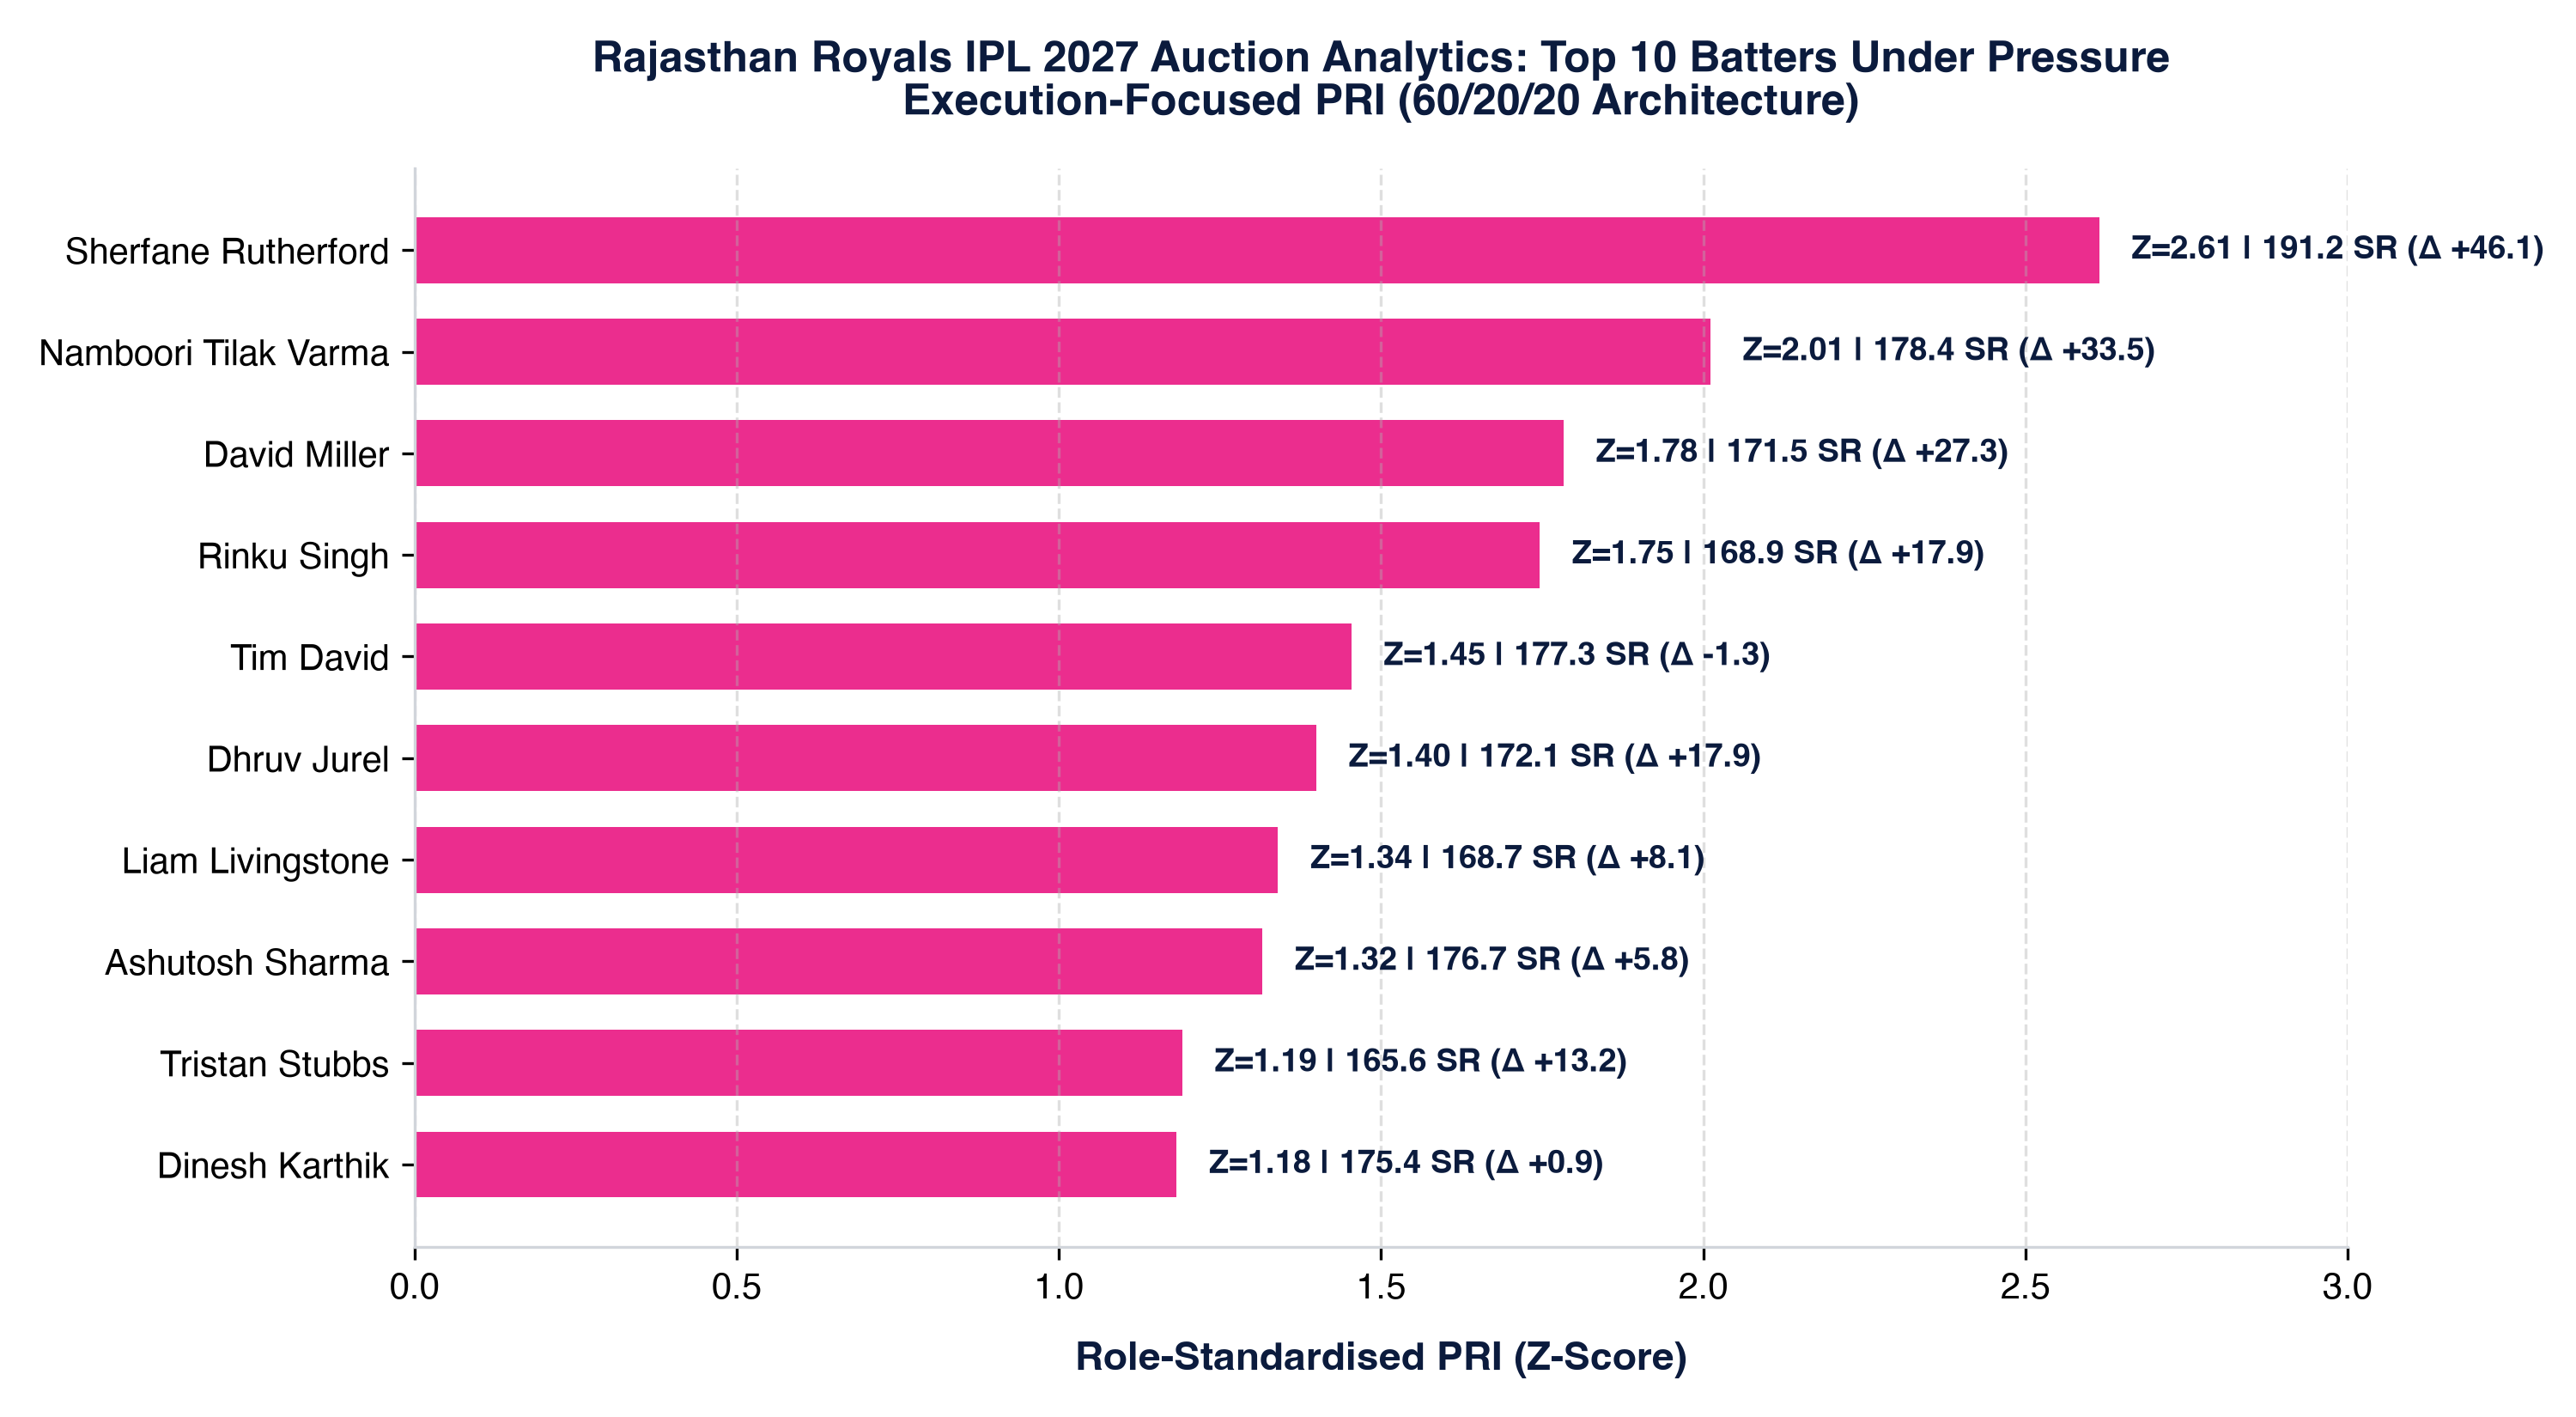 Rajasthan Royals IPL 2027 Auction Analytics: Top 10 Batters Under Pressure
Execution-Focused PRI (60/20/20 Architecture)
Sherfane Rutherford Z=2.61 | 191.2 SR (Δ +46.1)
Namboori Tilak Varma Z=2.01 | 178.4 SR (Δ +33.5)
David Miller Z=1.78 | 171.5 SR (Δ +27.3)
Rinku Singh Z=1.75 | 168.9 SR (Δ +17.9)
Tim David Z=1.45 | 177.3 SR (Δ -1.3)
Dhruv Jurel Z=1.40 | 172.1 SR (Δ +17.9)
Liam Livingstone Z=1.34 | 168.7 SR (Δ +8.1)
Ashutosh Sharma Z=1.32 | 176.7 SR (Δ +5.8)
Tristan Stubbs Z=1.19 | 165.6 SR (Δ +13.2)
Dinesh Karthik Z=1.18 | 175.4 SR (Δ +0.9)
0.0 0.5 1.0 1.5 2.0 2.5 3.0
Role-Standardised PRI (Z-Score)